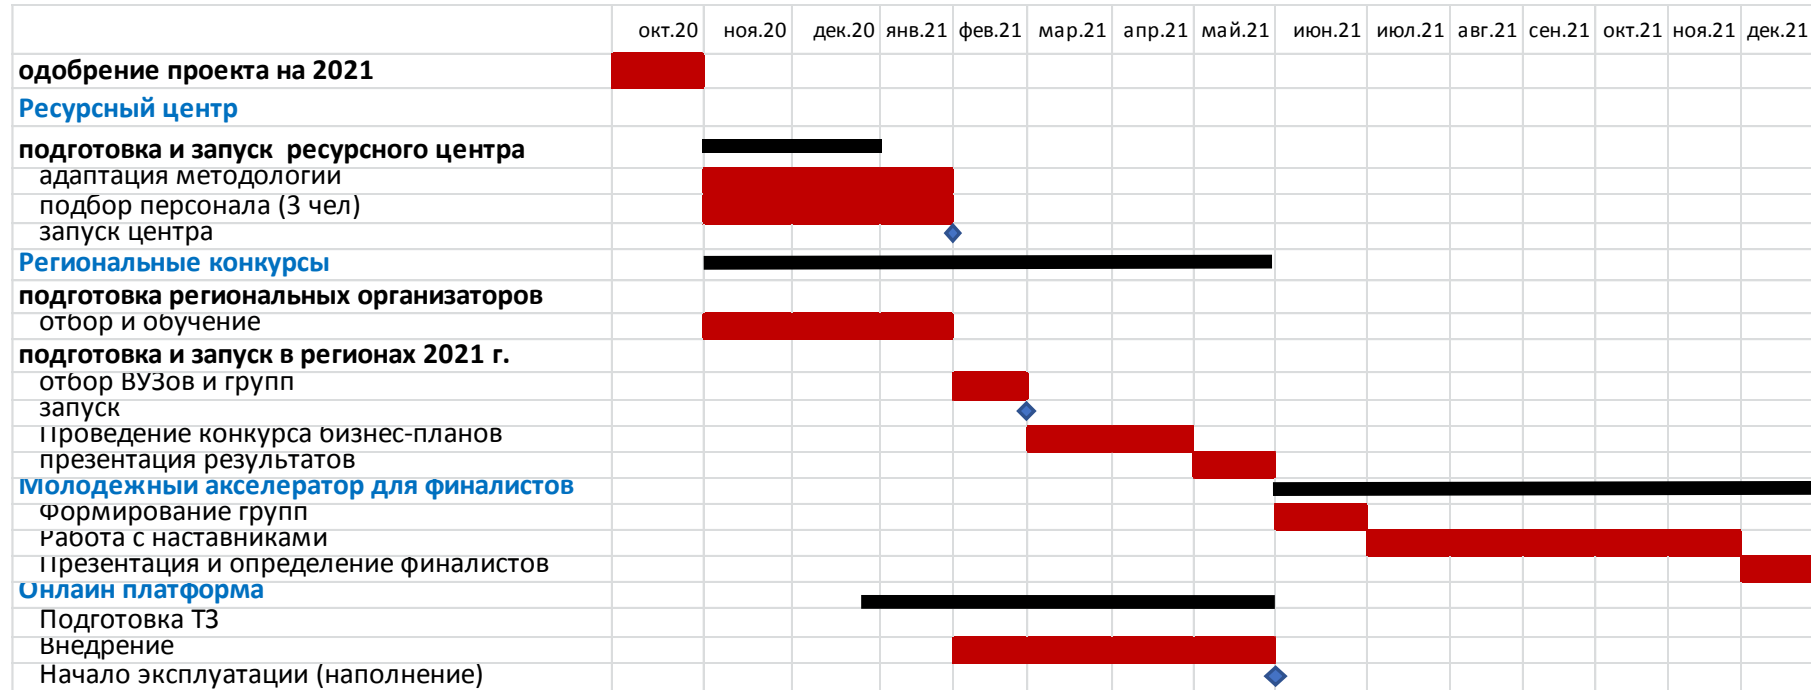 окт.20 ноя.20 дек.20 янв.21 фев.21 мар.21 апр.21 май.21 июн.21 июл.21 авг.21 сен.21 окт.21 ноя.21 дек.21
одобрение проекта на 2021
Ресурсный центр
подготовка и запуск ресурсного центра
адаптация методологии
подбор персонала (3 чел)
запуск центра
Региональные конкурсы
подготовка региональных организаторов
отбор и обучение
подготовка и запуск в регионах 2021 г.
отбор ВУЗов и групп
запуск
Проведение конкурса бизнес-планов
презентация результатов
Молодежный акселератор для финалистов
Формирование групп
Работа с наставниками
Презентация и определение финалистов
Онлайн платформа
Подготовка ТЗ
Внедрение
Начало эксплуатации (наполнение)